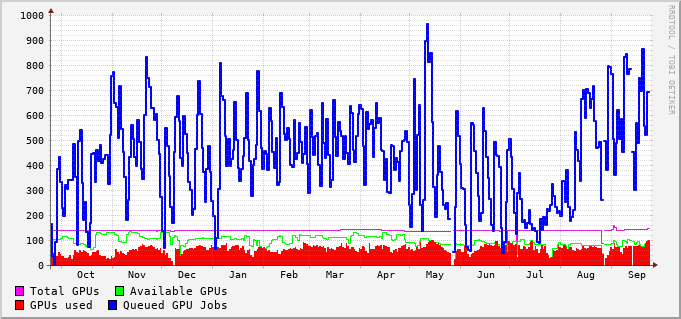 1000
900
800
700
600
500
400
300
200
100
0
Oct Nov Dec Jan Feb Mar Apr May Jun Jul Aug Sep
Total GPUs Available GPUs
GPUs used Queued GPU Jobs
RRDTOOL / TOBI OETIKER